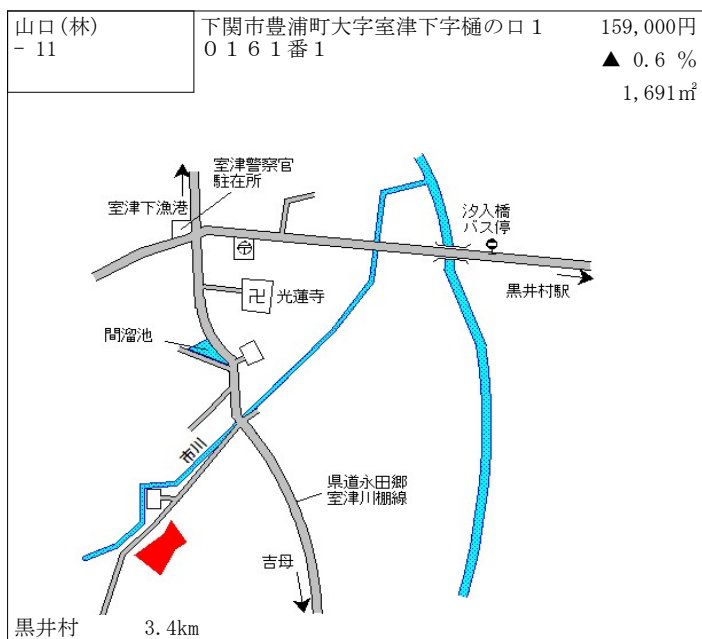 山口(林)
- 11
下関市豊浦町大字室津下字樋の口1
0161番1
159,000円
▲ 0.6 %
1,691㎡
室津警察官
駐在所
室津下漁港
汐入橋
バス停
光蓮寺
黒井村駅
間溜池
市川
県道永田郷
室津川棚線
吉母
黒井村 3.4km